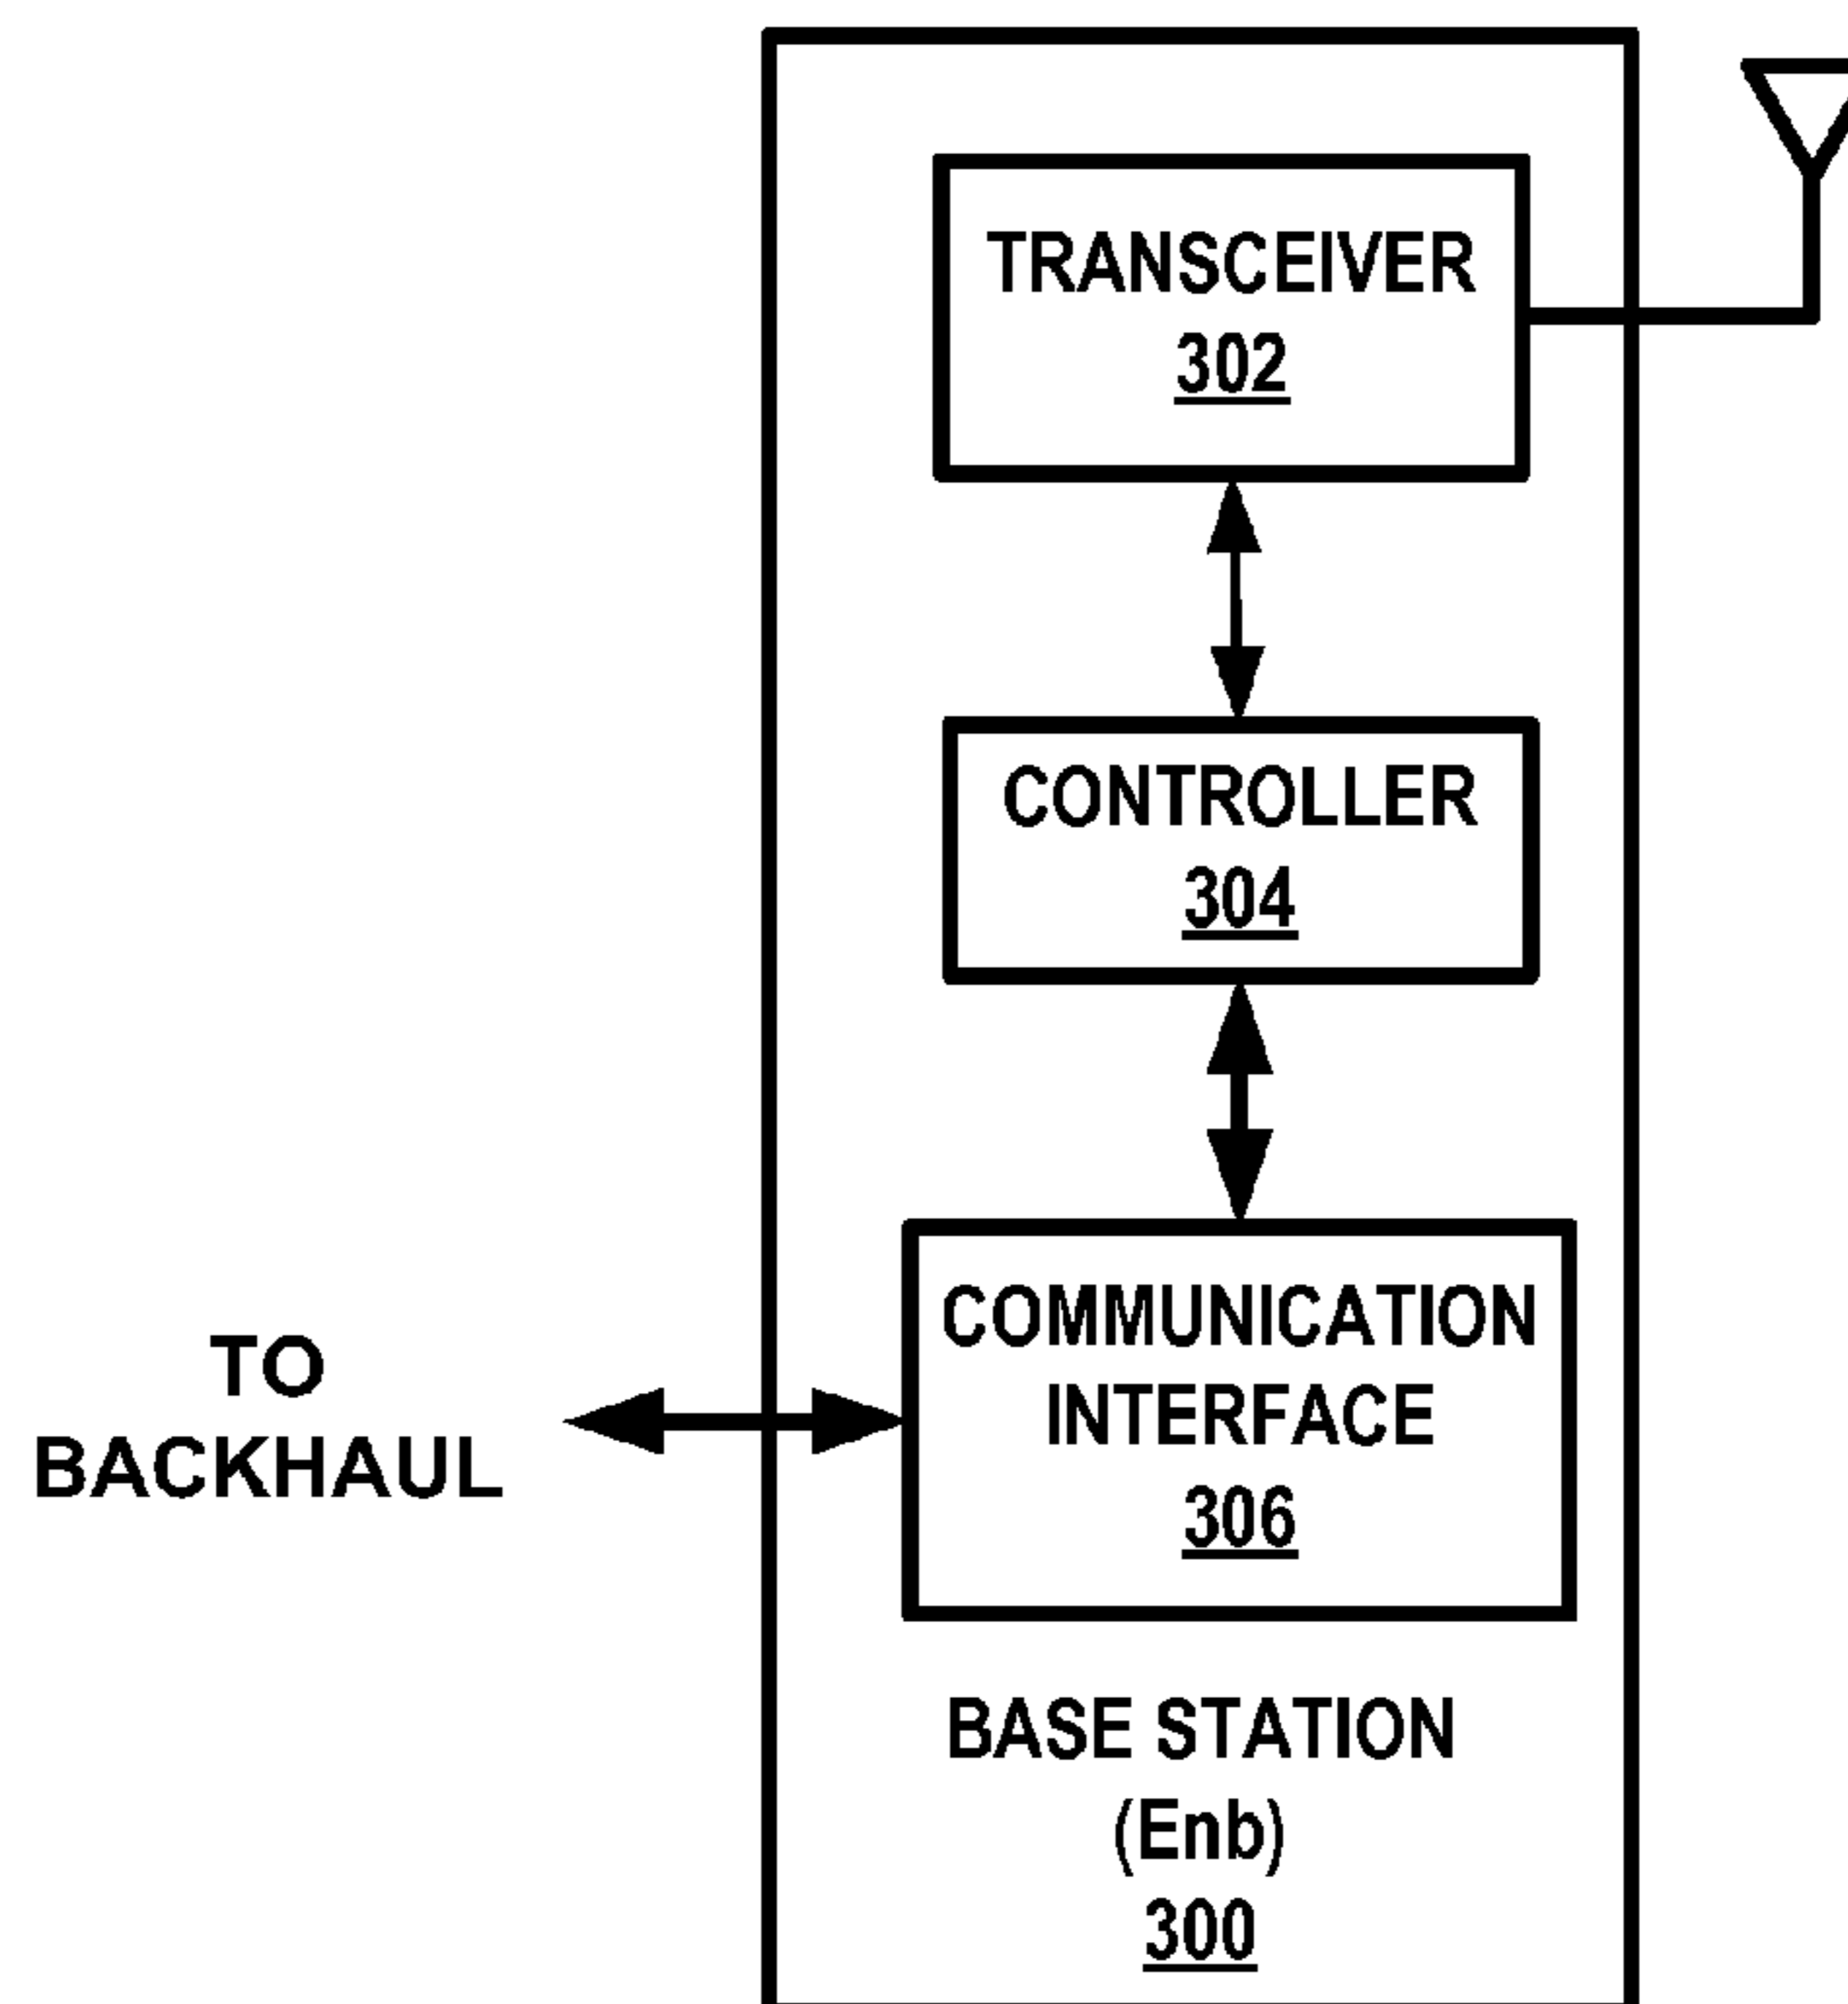 TRANSCEIVER
302
CONTROLLER
304
COMMUNICATION
INTERFACE
306
TO
BACKHAUL
BASE STATION
(Enb)
300